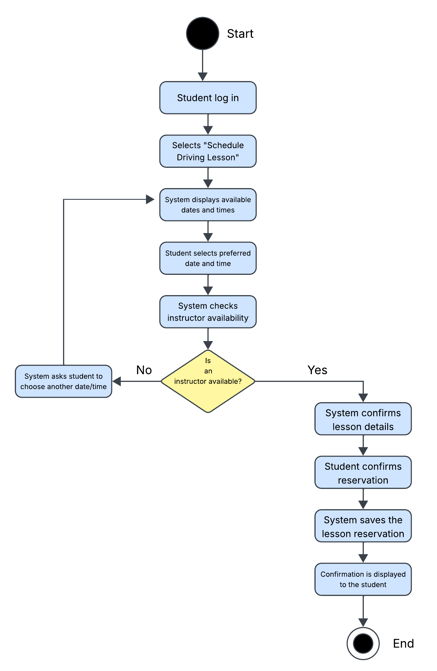 Start
Student log in
Selects "Schedule
Driving Lesson"
System displays available
dates and times
Student selects preferred
date and time
System checks
instructor availability
Is
an
instructor available?
No
Yes
System asks student to
choose another date/time
System confirms
lesson details
Student confirms
reservation
System saves the
lesson reservation
Confirmation is displayed
to the student
End